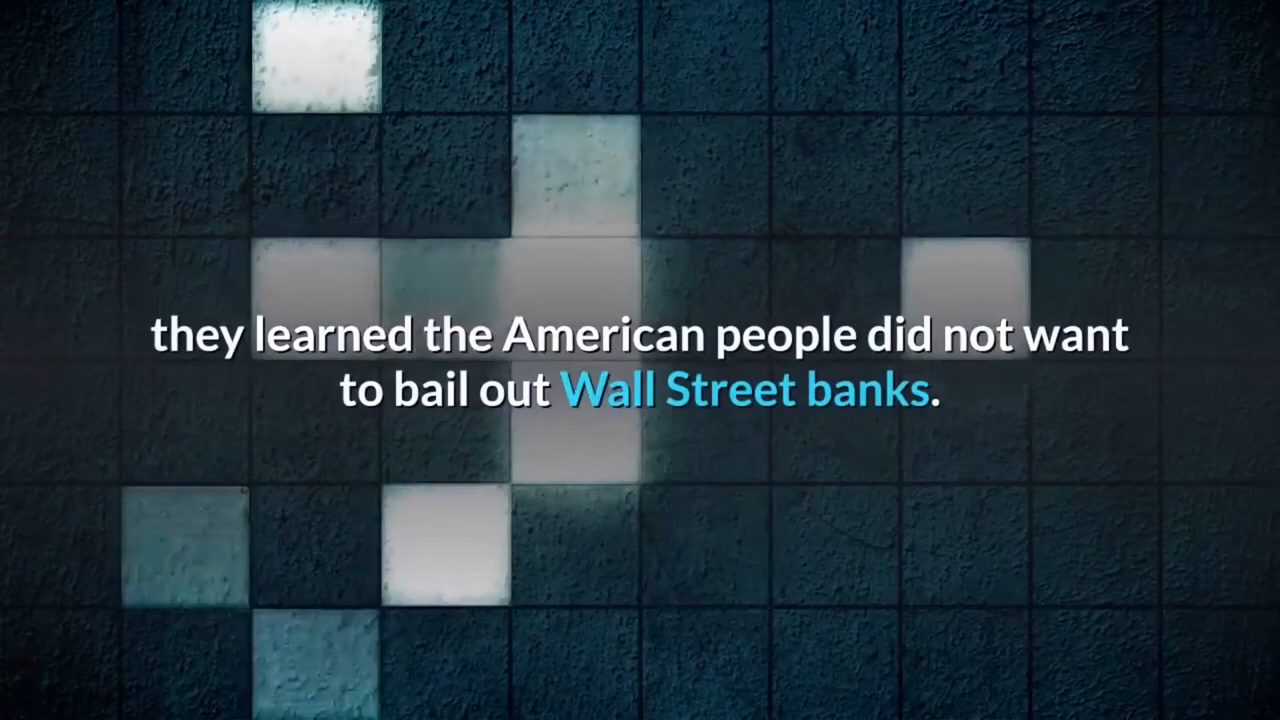 they learned the American people did not want
to bail out Wall Street banks.